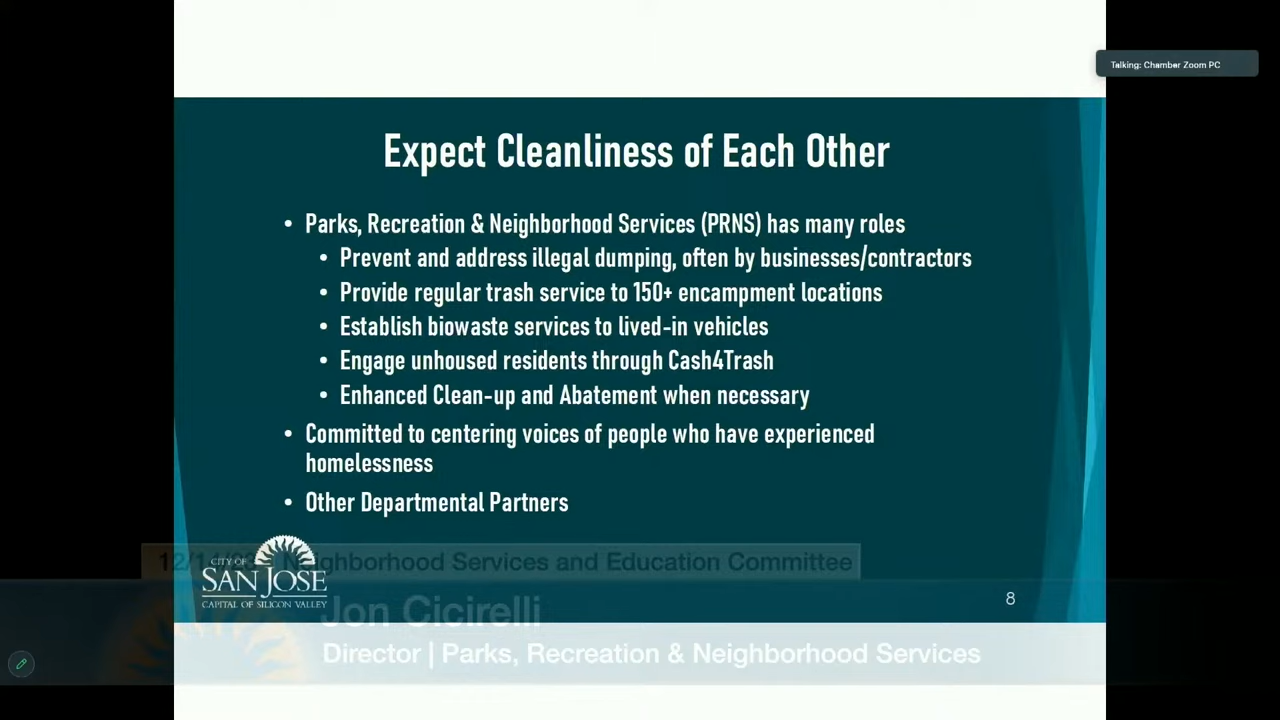 Talking: Chamber Zoom PC
Expect Cleanliness of Each Other
• Parks, Recreation & Neighborhood Services (PRNS) has many roles
• Prevent and address illegal dumping, often by businesses/contractors
• Provide regular trash service to 150+ encampment locations
• Establish biowaste services to lived-in vehicles
• Engage unhoused residents through Cash4Trash
• Enhanced Clean-up and Abatement when necessary
• Committed to centering voices of people who have experienced
homelessness
• Other Departmental Partners
Neighborhood Services and Education Committee
CITY OF
SAN JOSE
CAPITAL OF SILICON VALLEY
8
Jon Cicirelli
Director | Parks, Recreation & Neighborhood Services